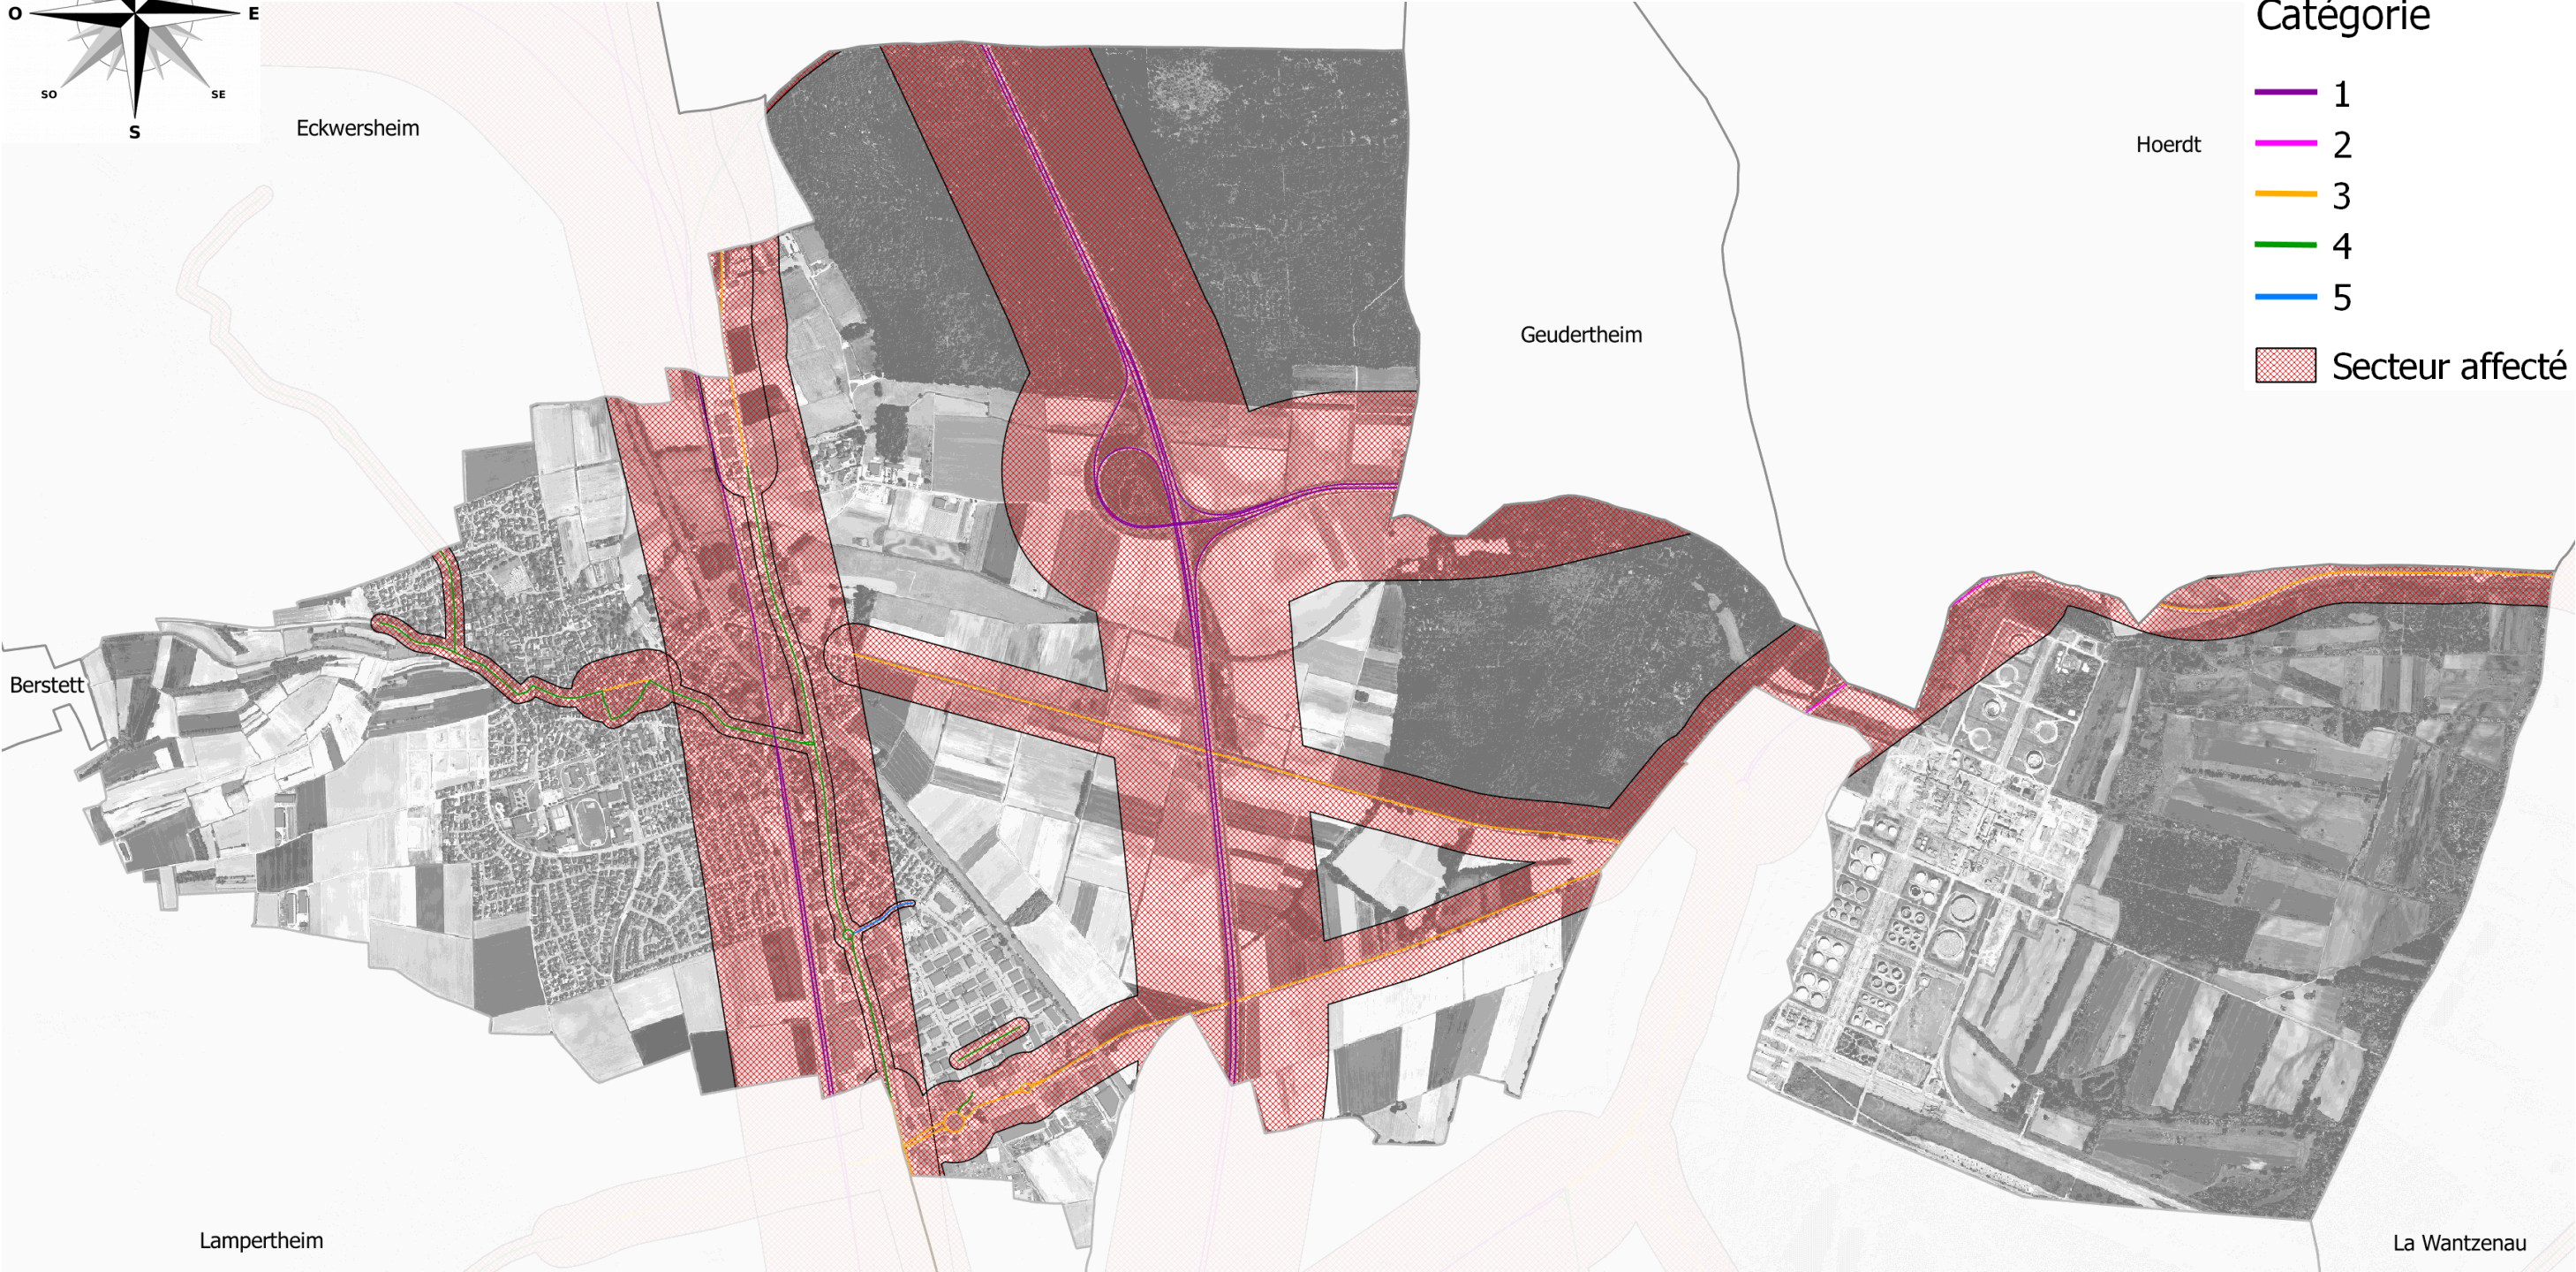 O
E
SO
SE
S
Catégorie
1
2
3
4
5
Secteur affecté
Eckwersheim
Hoerdt
Geudertheim
Berstett
Lampertheim
La Wantzenau